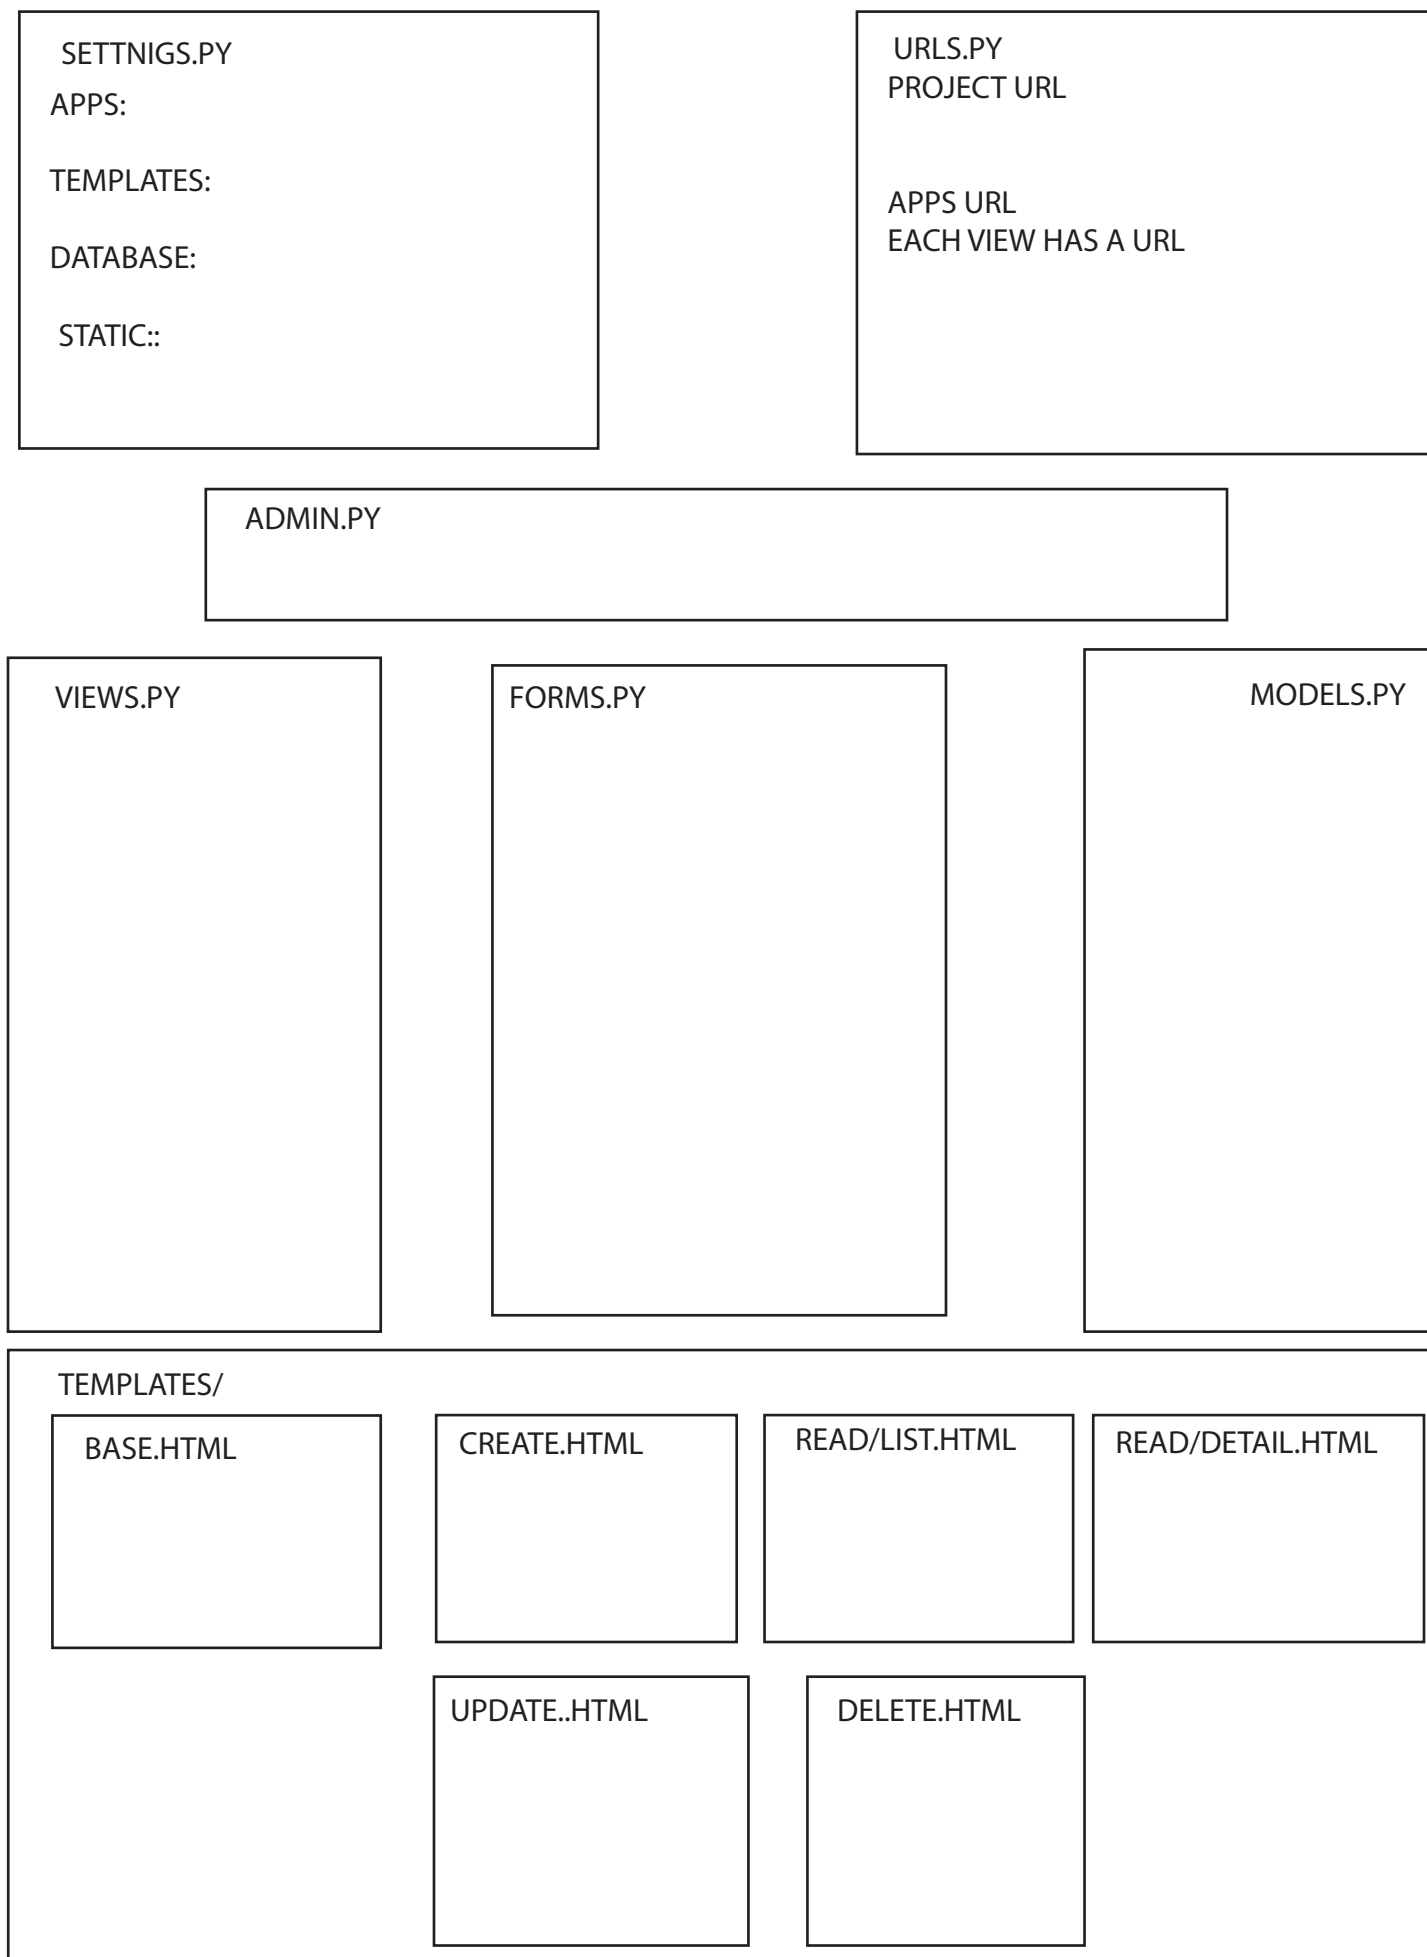 SETTNIGS.PY
APPS:
TEMPLATES:
DATABASE:
STATIC::
URLS.PY
PROJECT URL
APPS URL
EACH VIEW HAS A URL
ADMIN.PY
VIEWS.PY
FORMS.PY
MODELS.PY
TEMPLATES/
BASE.HTML
CREATE.HTML
READ/LIST.HTML
READ/DETAIL.HTML
UPDATE..HTML
DELETE.HTML